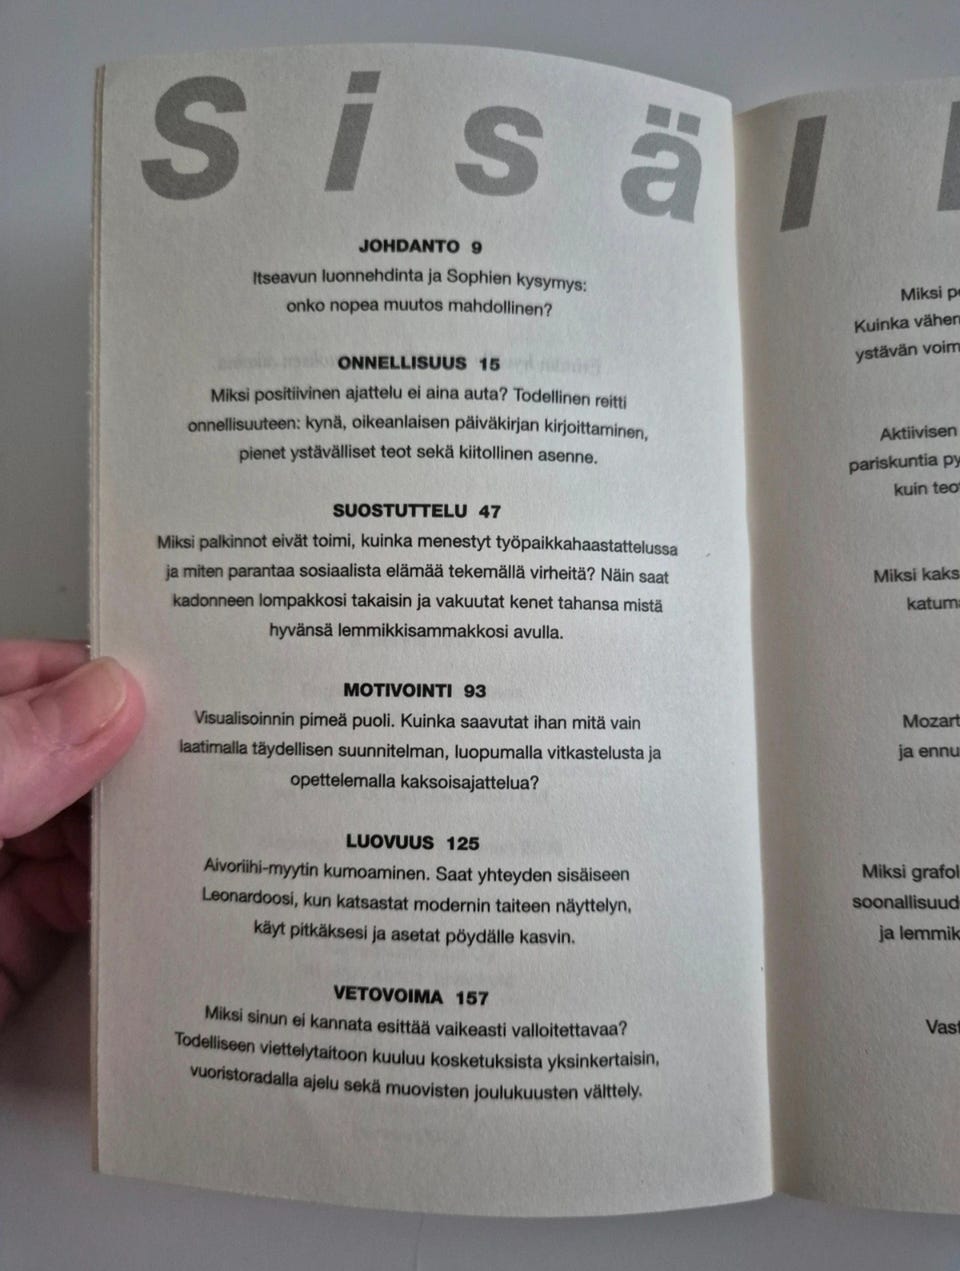 Sisäl
JOHDANTO 9
Itseavun luonnehdinta ja Sophien kysymys:
onko nopea muutos mahdollinen?
ONNELLISUUS 15
Miksi positiivinen ajattelu ei aina auta? Todellinen reitti
onnellisuuteen: kynä, oikeanlaisen päiväkirjan kirjoittaminen,
pienet ystävälliset teot sekä kiitollinen asenne.
SUOSTUTTELU 47
Miksi palkinnot eivät toimi, kuinka menestyt työpaikkahaastattelussa
ja miten parantaa sosiaalista elämää tekemällä virheitä? Näin saat
kadonneen lompakkosi takaisin ja vakuutat kenet tahansa mistä
hyvänsä lemmikkisammakkosi avulla.
MOTIVOINTI 93
Visualisoinnin pimeä puoli. Kuinka saavutat ihan mitä vain
laatimalla täydellisen suunnitelman, luopumalla vitkastelusta ja
opettelemalla kaksoisajattelua?
LUOVUUS 125
Aivoriihi-myytin kumoaminen. Saat yhteyden sisäiseen
Leonardoosi, kun katsastat modernin taiteen näyttelyn,
käyt pitkäksesi ja asetat pöydälle kasvin.
VETOVOIMA 157
Miksi sinun ei kannata esittää vaikeasti valloitettavaa?
Todelliseen viettelytaitoon kuuluu kosketuksista yksinkertaisin,
vuoristoradalla ajelu sekä muovisten joulukuusten välttely.
Miksi
Kuinka
ystävän
Aktiivisen
pariskuntia
kuin
Miksi
Mozart
ja
Miksi
ja